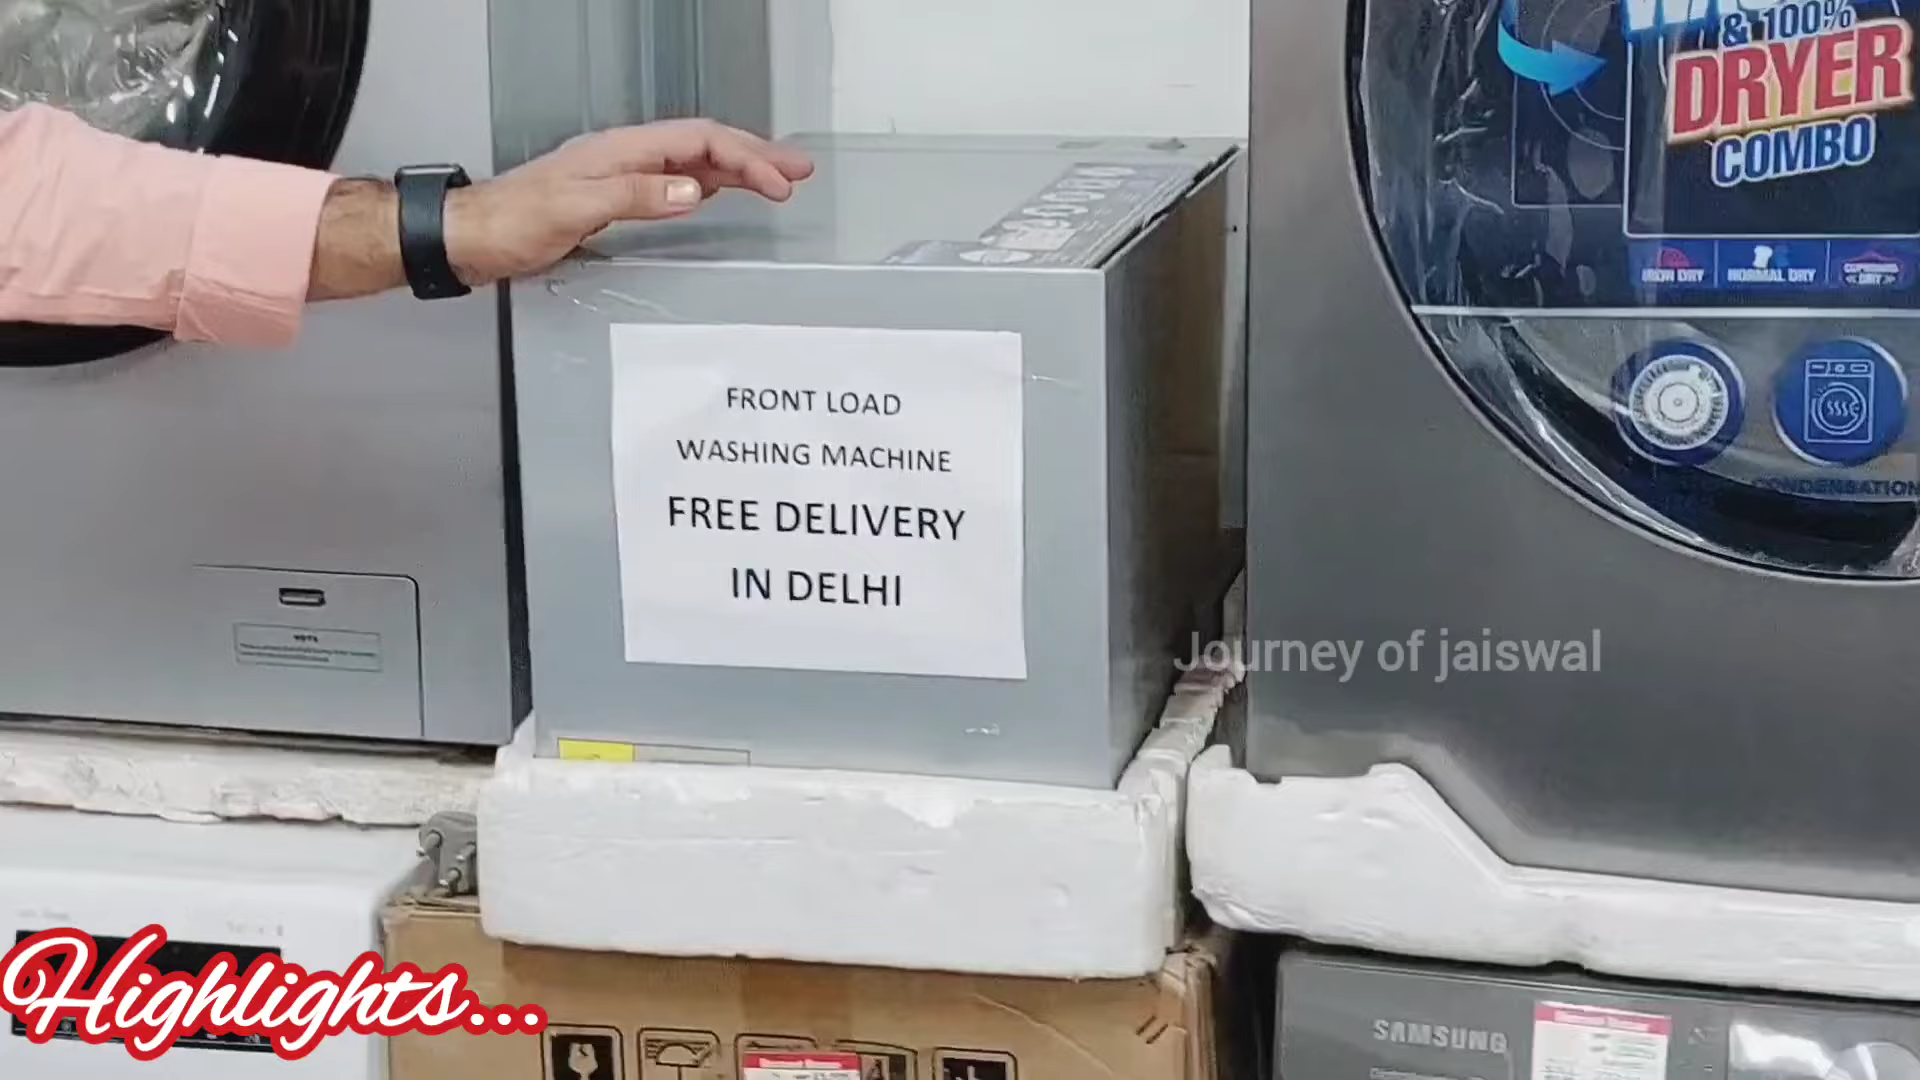 & 100%
DRYER
COMBO
IRON DRY
NORMAL DRY
CONDENSATION
FRONT LOAD
WASHING MACHINE
FREE DELIVERY
IN DELHI
Journey of jaiswal
NOTE
Highlights...
SAMSUNG